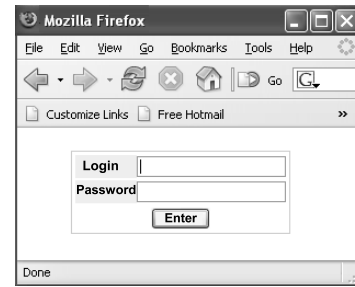 Mozilla Firefox
File Edit View Go Bookmarks Tools Help
Go G
Customize Links Free Hotmail »
Login
Password
Enter
Done